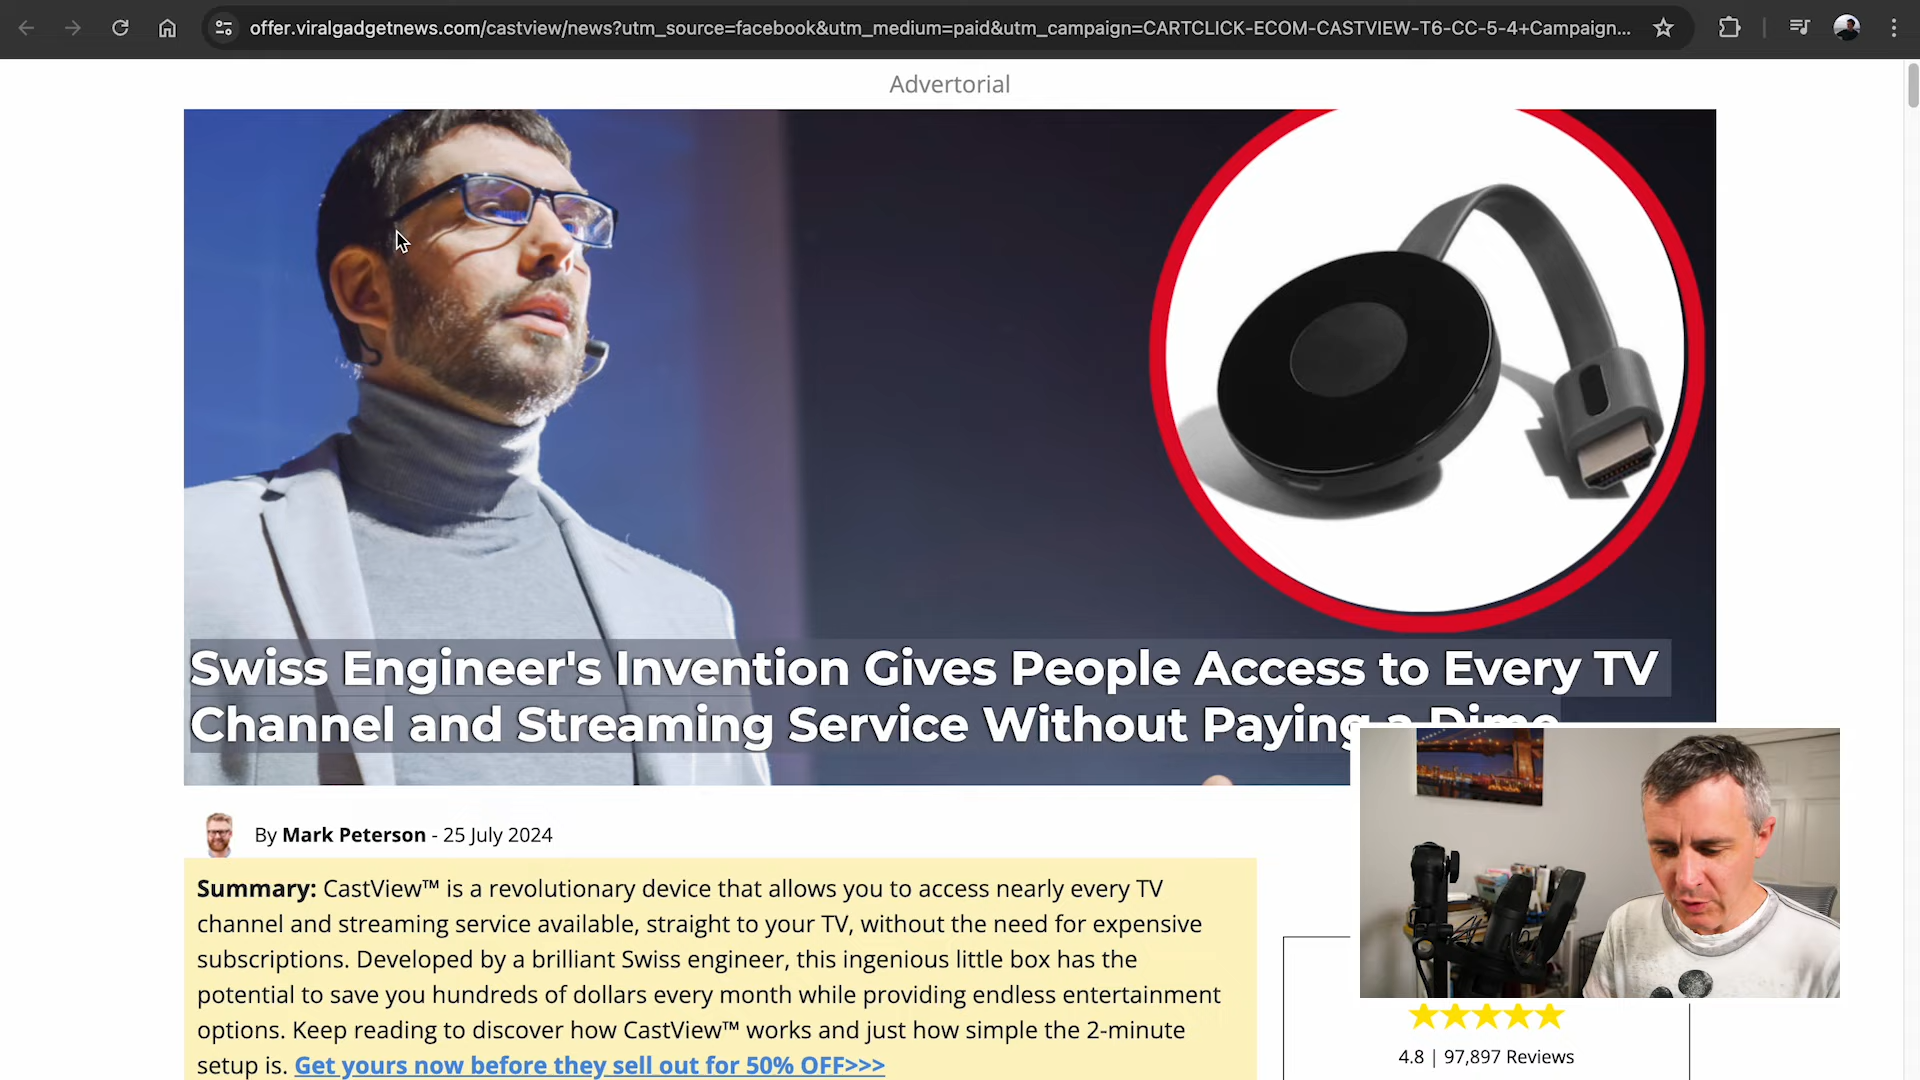 offer.viralgadgetnews.com/castview/news?utm_source=facebook&utm_medium=paid&utm_campaign=CARTCLICK-ECOM-CASTVIEW-T6-CC-5-4+Campaign...
Advertorial
Swiss Engineer's Invention Gives People Access to Every TV
Channel and Streaming Service Without Paying a Dime
By Mark Peterson - 25 July 2024
Summary: CastView™ is a revolutionary device that allows you to access nearly every TV
channel and streaming service available, straight to your TV, without the need for expensive
subscriptions. Developed by a brilliant Swiss engineer, this ingenious little box has the
potential to save you hundreds of dollars every month while providing endless entertainment
options. Keep reading to discover how CastView™ works and just how simple the 2-minute
setup is. Get yours now before they sell out for 50% OFF>>>
4.8 | 97,897 Reviews